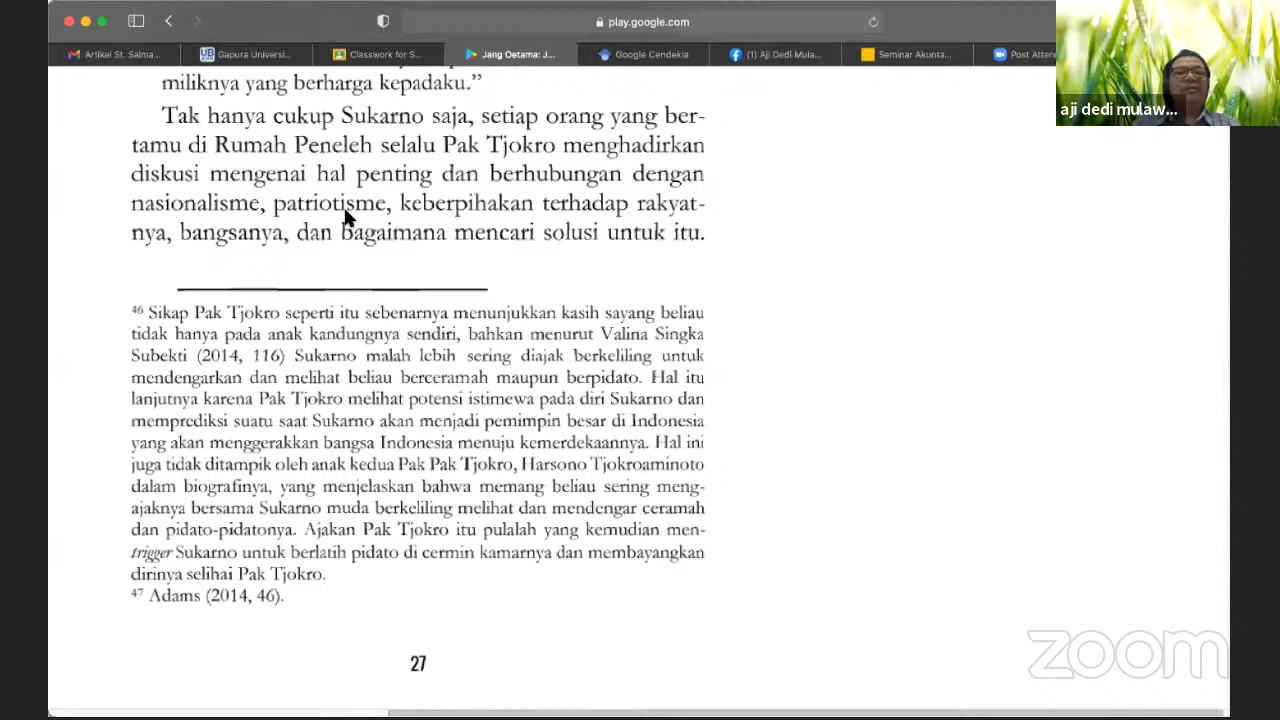 play.google.com
Artikel St. Salma...
Gapura Universi...
Classwork for S...
Jang Oetama: J...
Google Cendekia
(1) Aji Dedi Mula...
Seminar Akunta...
Post Atten
aji dedi mulaw...
miliknya yang berharga kepadaku.”
Tak hanya cukup Sukarno saja, setiap orang yang ber-
tamu di Rumah Peneleh selalu Pak Tjokro menghadirkan
diskusi mengenai hal penting dan berhubungan dengan
nasionalisme, patriotisme, keberpihakan terhadap rakyat-
nya, bangsanya, dan bagaimana mencari solusi untuk itu.
46 Sikap Pak Tjokro seperti itu sebenarnya menunjukkan kasih sayang beliau
tidak hanya pada anak kandungnya sendiri, bahkan menurut Valina Singka
Subekti (2014, 116) Sukarno malah lebih sering diajak berkeliling untuk
mendengarkan dan melihat beliau berceramah maupun berpidato. Hal itu
lanjutnya karena Pak Tjokro melihat potensi istimewa pada diri Sukarno dan
memprediksi suatu saat Sukarno akan menjadi pemimpin besar di Indonesia
yang akan menggerakkan bangsa Indonesia menuju kemerdekaannya. Hal ini
juga tidak ditampik oleh anak kedua Pak Pak Tjokro, Harsono Tjokroaminoto
dalam biografinya, yang menjelaskan bahwa memang beliau sering meng-
ajaknya bersama Sukarno muda berkeliling melihat dan mendengar ceramah
dan pidato-pidatonya. Ajakan Pak Tjokro itu pulalah yang kemudian men-
trigger Sukarno untuk berlatih pidato di cermin kamarnya dan membayangkan
dirinya selihai Pak Tjokro.
47 Adams (2014, 46).
27
zoom